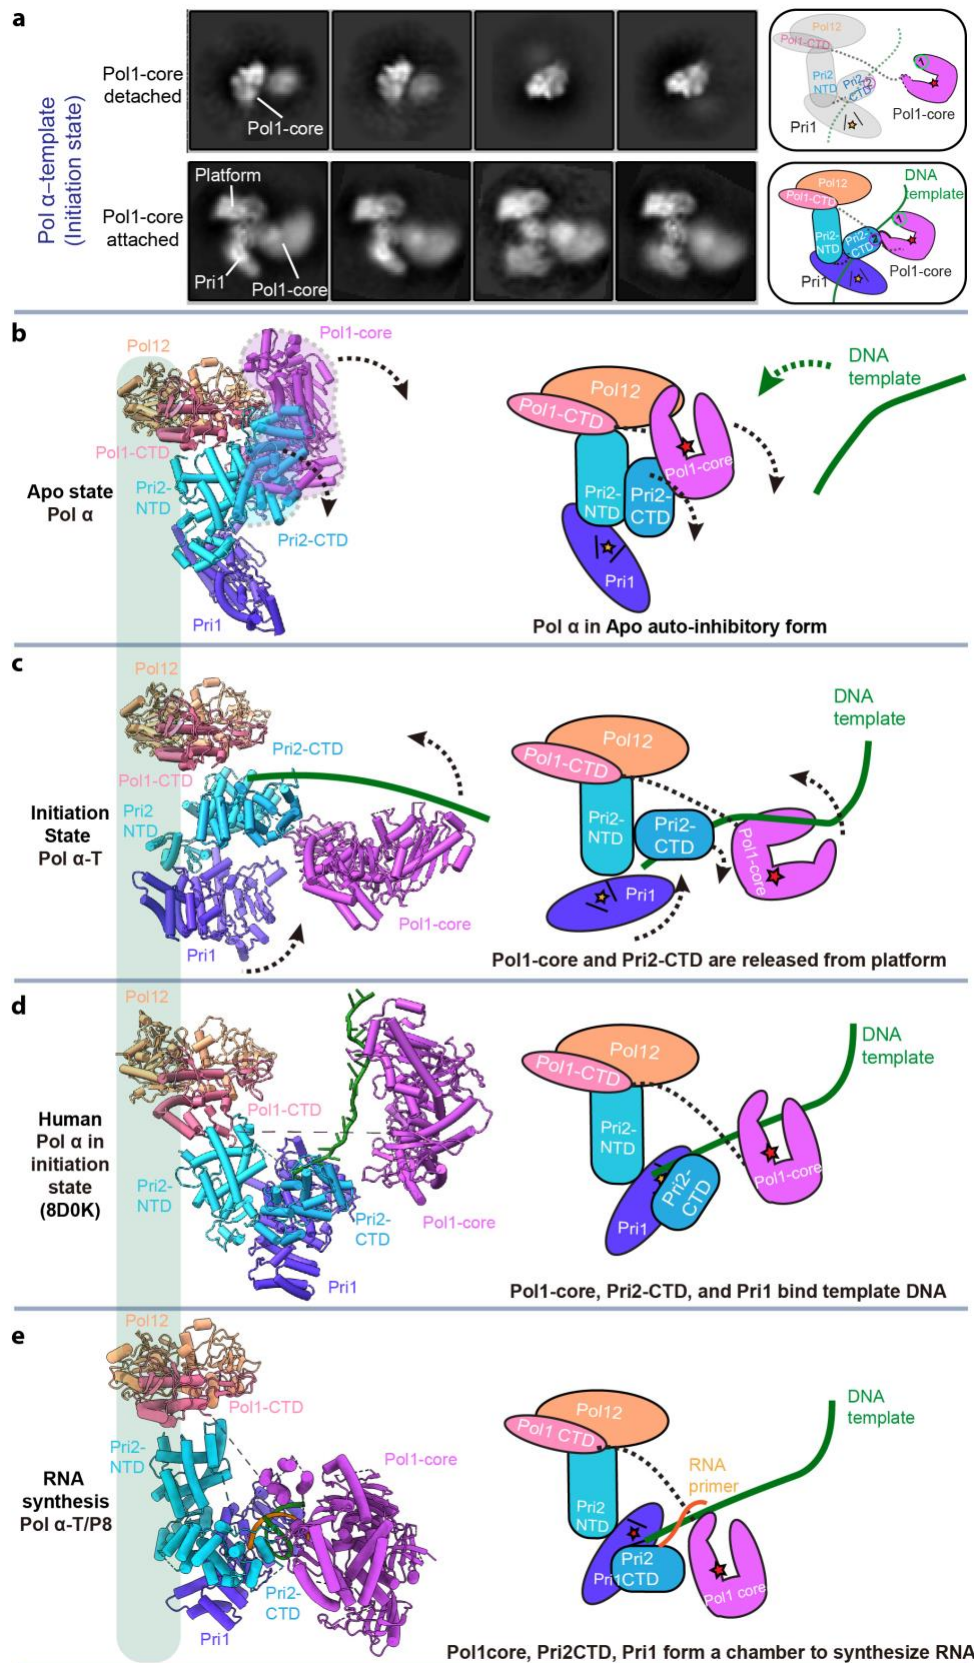 a
Pol α–template
(Initiation state)
Pol1-core
detached
Pol1-core
Pol12
Pol1-CTD
Pri2
NTD
Pri2-
CTD
2
1
Pri1
Pol1-core
Pol1-core
attached
Platform
Pri1
Pol1-core
Pol12
Pol1-CTD
Pri2-
NTD
Pri2-
CTD
2
1
DNA
template
Pri1
Pol1-core
b
Apo state
Pol α
Pol12
Pol1-core
Pol1-CTD
Pri2-
NTD
Pri2-CTD
Pri1
Pol12
Pol1-CTD
Pol1-core
Pri2-
NTD
Pri2-
CTD
Pri1
DNA
template
Pol α in Apo auto-inhibitory form
c
Initiation
State
Pol α-T
Pol12
Pri2-CTD
Pol1-CTD
Pri2
NTD
Pol1-core
Pri1
Pol12
Pol1-CTD
Pri2-
NTD
Pri2-
CTD
Pol1-core
Pri1
DNA
template
Pol1-core and Pri2-CTD are released from platform
d
Human
Pol α in
initiation
state
(8D0K)
Pol12
Pol1-CTD
Pri2-
NTD
Pri2-
CTD
Pol1-core
Pri1
Pol12
Pol1-CTD
Pri2-
NTD
Pri2-
CTD
Pri1
Pol1-core
DNA
template
Pol1-core, Pri2-CTD, and Pri1 bind template DNA
e
RNA
synthesis
Pol α-T/P8
Pol12
Pol1-CTD
Pri2-
NTD
Pol1-core
Pri2-
CTD
Pri1
Pol12
Pol1 CTD
Pri2
NTD
Pri2
CTD
Pri1
RNA
primer
Pol1 core
DNA
template
Pol1core, Pri2CTD, Pri1 form a chamber to synthesize RNA